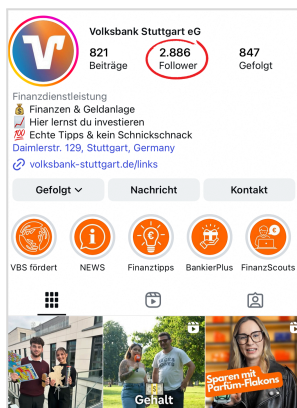 Volksbank Stuttgart eG
821 2.886 847
Beiträge Follower Gefolgt
Finanzdienstleistung
💰 Finanzen & Geldanlage
📈 Hier lernst du investieren
💯 Echte Tipps & kein Schnickschnack
Daimlerstr. 129, Stuttgart, Germany
volksbank-stuttgart.de/links
Gefolgt Nachricht Kontakt
VBS fördert NEWS Finanztipps BankierPlus FinanzScouts
$
Gehalt
Sparen mit
Parfüm-Flakons